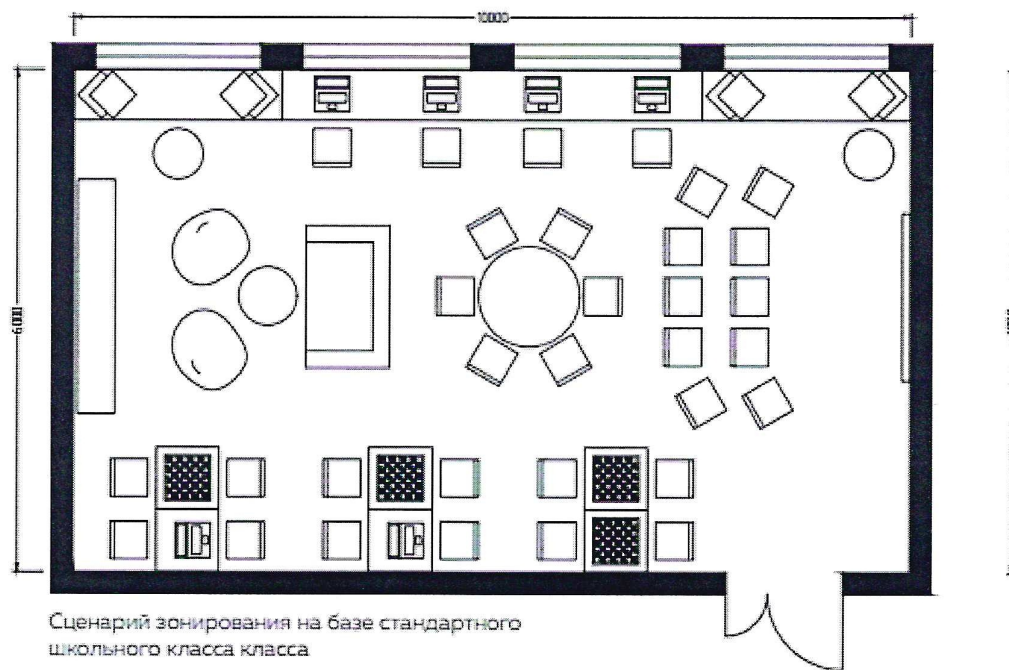 10000
6000
Сценарий зонирования на базе стандартного
школьного класса класса